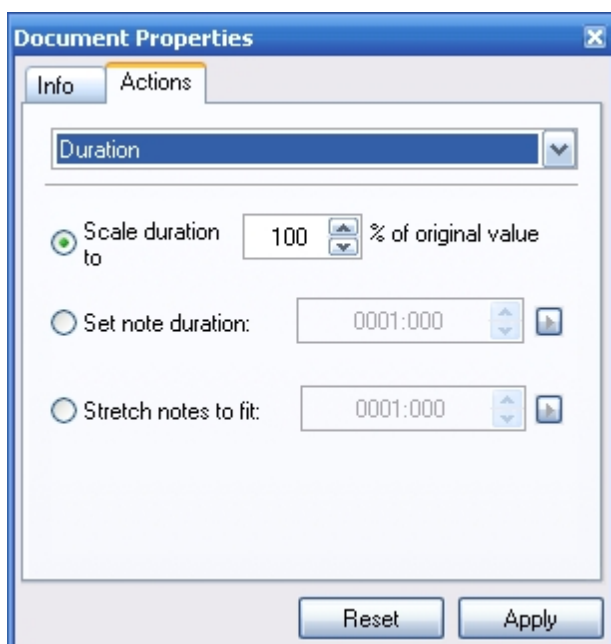 Document Properties
Info Actions
Duration
Scale duration to 100 % of original value
Set note duration: 0001:000
Stretch notes to fit: 0001:000
Reset Apply